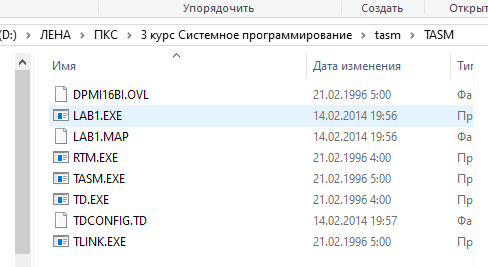 Упорядочить Создать Открыт
(D:) > ЛЕНА > ПКС > 3 курс Системное программирование > tasm > TASM
Имя Дата изменения Ти
DPMI16BI.OVL 21.02.1996 5:00 Фа
LAB1.EXE 14.02.2014 19:56 Пр
LAB1.MAP 14.02.2014 19:56 Фа
RTM.EXE 21.02.1996 4:00 Пр
TASM.EXE 21.02.1996 5:00 Пр
TD.EXE 21.02.1996 4:00 Пр
TDCONFIG.TD 14.02.2014 19:57 Фа
TLINK.EXE 21.02.1996 5:00 Пр